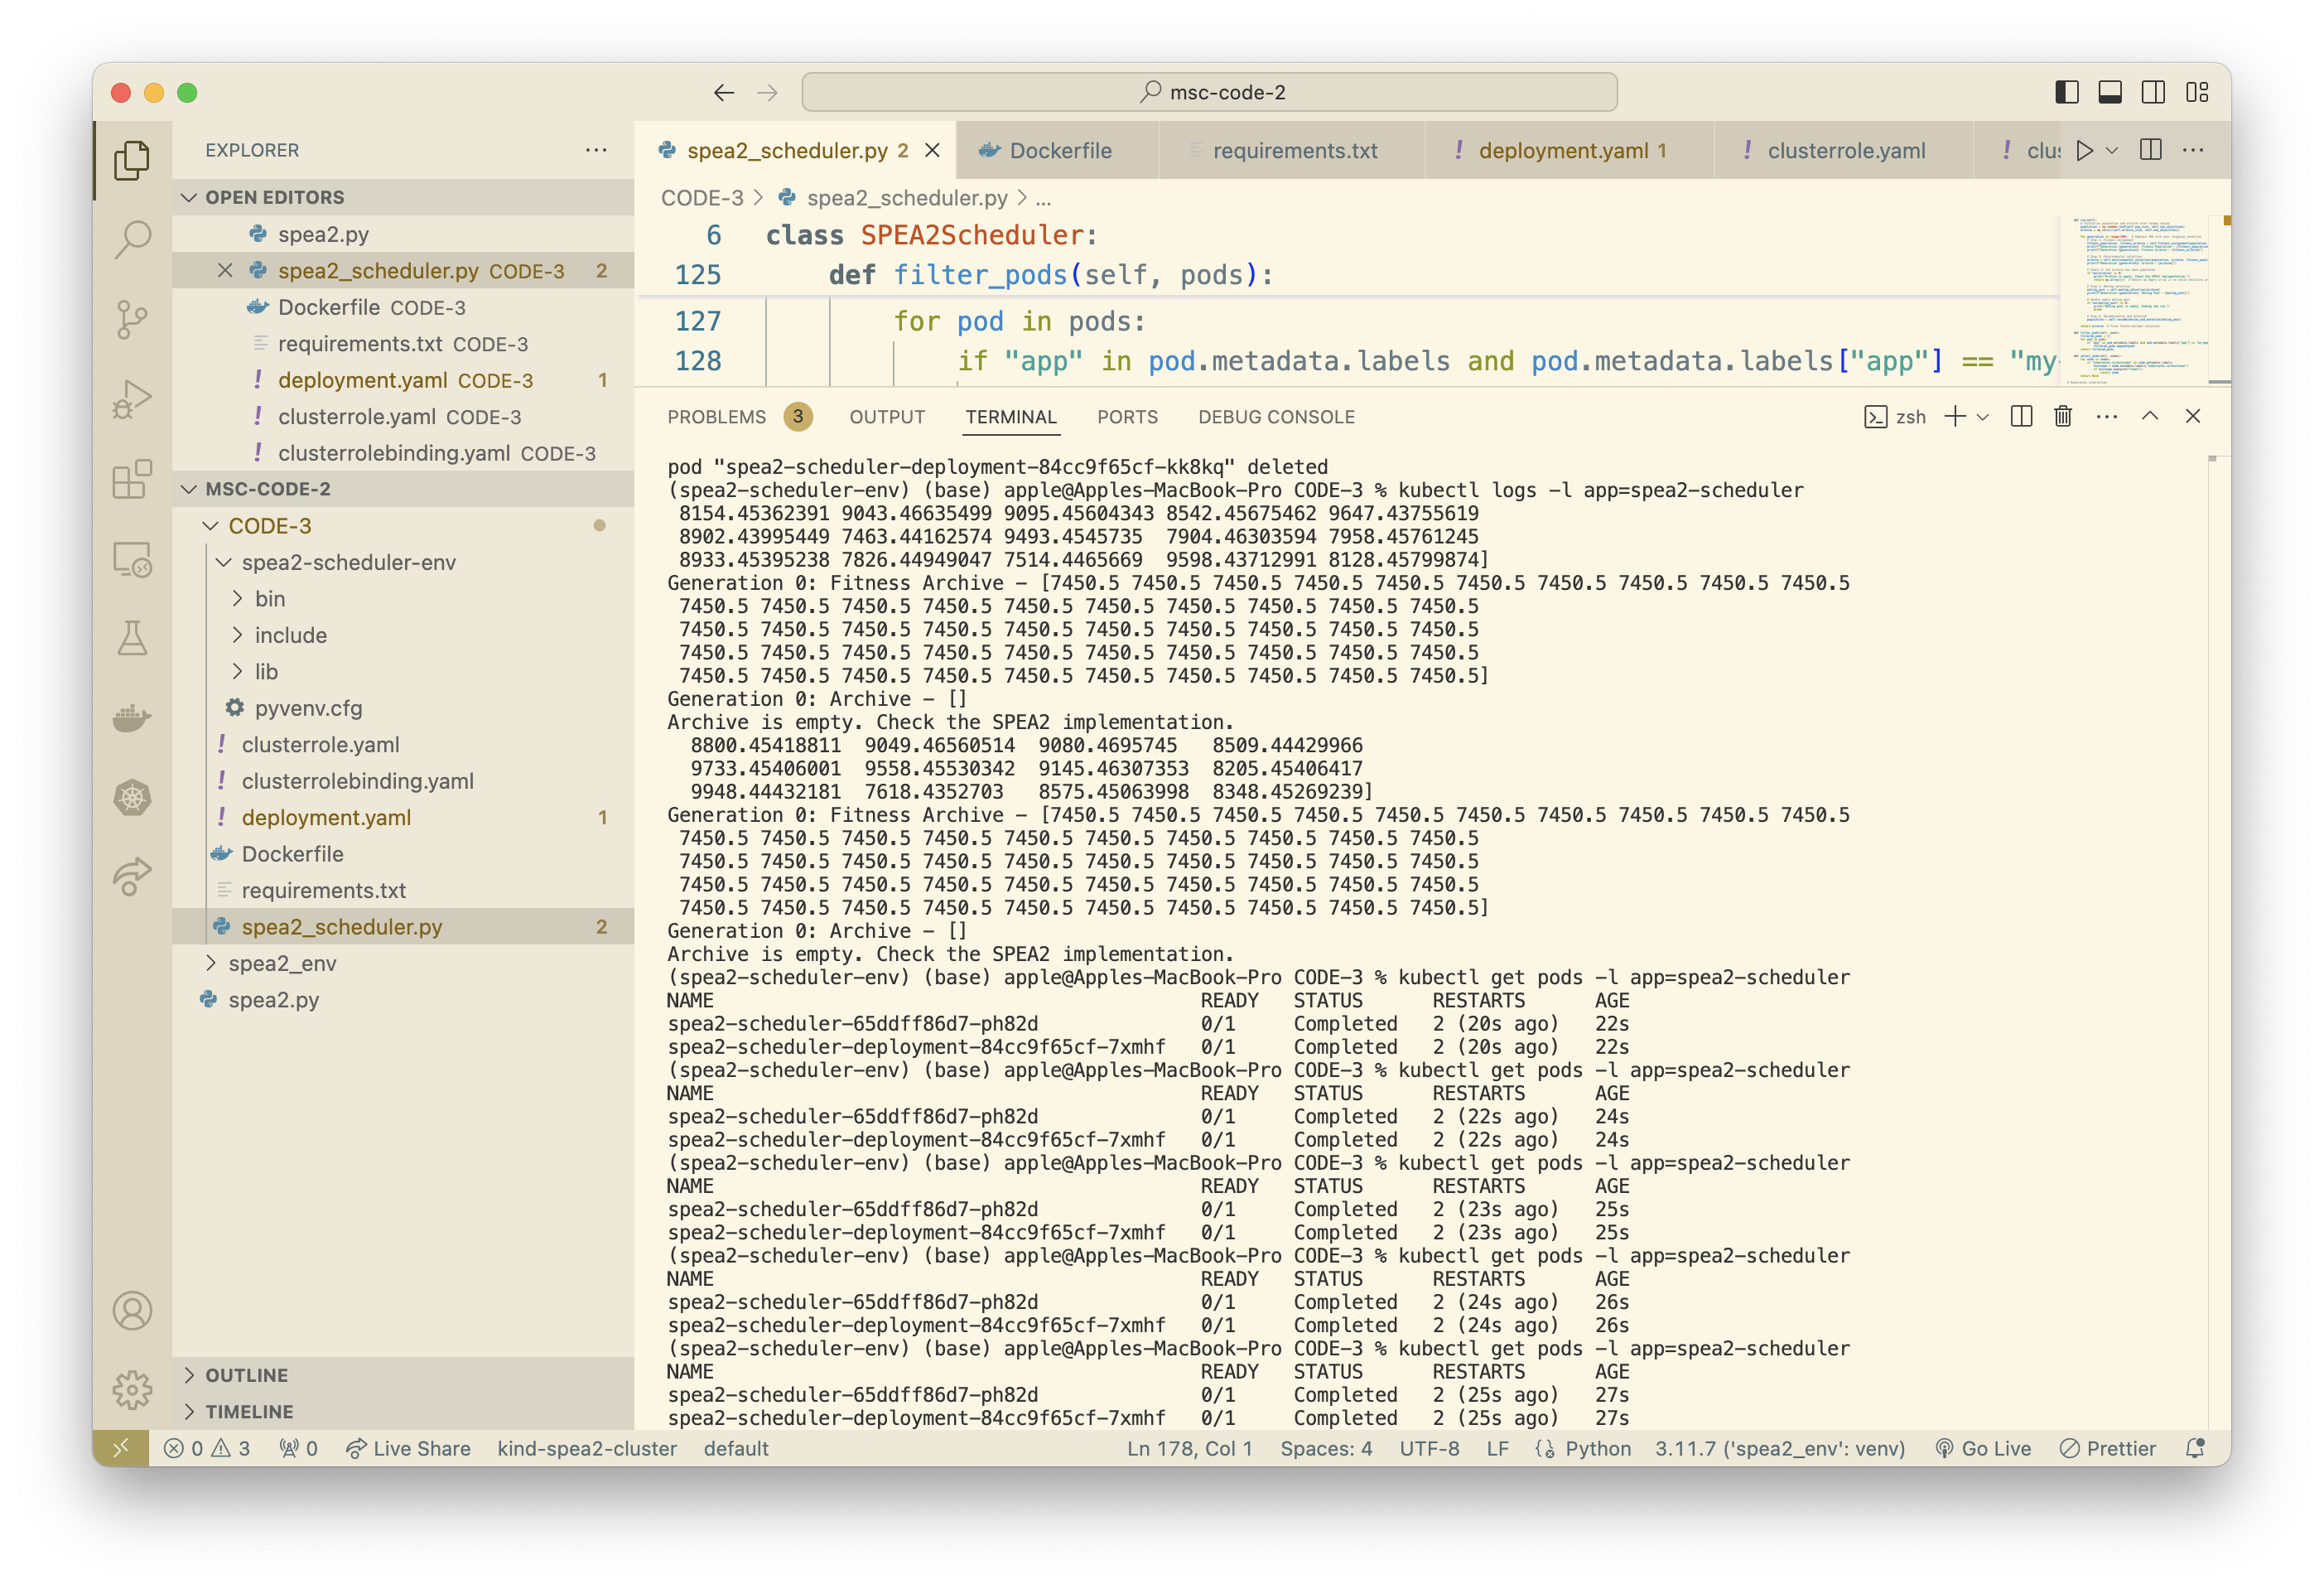 msc-code-2
EXPLORER
OPEN EDITORS
spea2.py
spea2_scheduler.py CODE-3 2
Dockerfile CODE-3
requirements.txt CODE-3
! deployment.yaml CODE-3 1
! clusterrole.yaml CODE-3
! clusterrolebinding.yaml CODE-3
MSC-CODE-2
CODE-3
spea2-scheduler-env
bin
include
lib
pyvenv.cfg
! clusterrole.yaml
! clusterrolebinding.yaml
! deployment.yaml 1
Dockerfile
requirements.txt
spea2_scheduler.py 2
spea2_env
spea2.py
OUTLINE
TIMELINE
spea2_scheduler.py 2 Dockerfile requirements.txt ! deployment.yaml 1 ! clusterrole.yaml ! clus
CODE-3 > spea2_scheduler.py > ...
6 class SPEA2Scheduler:
125 def filter_pods(self, pods):
127 for pod in pods:
128 if "app" in pod.metadata.labels and pod.metadata.labels["app"] == "my-
PROBLEMS 3 OUTPUT TERMINAL PORTS DEBUG CONSOLE zsh
pod "spea2-scheduler-deployment-84cc9f65cf-kk8kq" deleted
(spea2-scheduler-env) (base) apple@Apples-MacBook-Pro CODE-3 % kubectl logs -l app=spea2-scheduler
8154.45362391 9043.46635499 9095.45604343 8542.45675462 9647.43755619
8902.43995449 7463.44162574 9493.4545735 7904.46303594 7958.45761245
8933.45395238 7826.44949047 7514.4465669 9598.43712991 8128.45799874]
Generation 0: Fitness Archive - [7450.5 7450.5 7450.5 7450.5 7450.5 7450.5 7450.5 7450.5 7450.5 7450.5
7450.5 7450.5 7450.5 7450.5 7450.5 7450.5 7450.5 7450.5 7450.5 7450.5
7450.5 7450.5 7450.5 7450.5 7450.5 7450.5 7450.5 7450.5 7450.5 7450.5
7450.5 7450.5 7450.5 7450.5 7450.5 7450.5 7450.5 7450.5 7450.5 7450.5
7450.5 7450.5 7450.5 7450.5 7450.5 7450.5 7450.5 7450.5 7450.5 7450.5]
Generation 0: Archive - []
Archive is empty. Check the SPEA2 implementation.
8800.45418811 9049.46560514 9080.4695745 8509.44429966
9733.45406001 9558.45530342 9145.46307353 8205.45406417
9948.44432181 7618.4352703 8575.45063998 8348.45269239]
Generation 0: Fitness Archive - [7450.5 7450.5 7450.5 7450.5 7450.5 7450.5 7450.5 7450.5 7450.5 7450.5
7450.5 7450.5 7450.5 7450.5 7450.5 7450.5 7450.5 7450.5 7450.5 7450.5
7450.5 7450.5 7450.5 7450.5 7450.5 7450.5 7450.5 7450.5 7450.5 7450.5
7450.5 7450.5 7450.5 7450.5 7450.5 7450.5 7450.5 7450.5 7450.5 7450.5
7450.5 7450.5 7450.5 7450.5 7450.5 7450.5 7450.5 7450.5 7450.5 7450.5]
Generation 0: Archive - []
Archive is empty. Check the SPEA2 implementation.
(spea2-scheduler-env) (base) apple@Apples-MacBook-Pro CODE-3 % kubectl get pods -l app=spea2-scheduler
NAME READY STATUS RESTARTS AGE
spea2-scheduler-65ddff86d7-ph82d 0/1 Completed 2 (20s ago) 22s
spea2-scheduler-deployment-84cc9f65cf-7xmhf 0/1 Completed 2 (20s ago) 22s
(spea2-scheduler-env) (base) apple@Apples-MacBook-Pro CODE-3 % kubectl get pods -l app=spea2-scheduler
NAME READY STATUS RESTARTS AGE
spea2-scheduler-65ddff86d7-ph82d 0/1 Completed 2 (22s ago) 24s
spea2-scheduler-deployment-84cc9f65cf-7xmhf 0/1 Completed 2 (22s ago) 24s
(spea2-scheduler-env) (base) apple@Apples-MacBook-Pro CODE-3 % kubectl get pods -l app=spea2-scheduler
NAME READY STATUS RESTARTS AGE
spea2-scheduler-65ddff86d7-ph82d 0/1 Completed 2 (23s ago) 25s
spea2-scheduler-deployment-84cc9f65cf-7xmhf 0/1 Completed 2 (23s ago) 25s
(spea2-scheduler-env) (base) apple@Apples-MacBook-Pro CODE-3 % kubectl get pods -l app=spea2-scheduler
NAME READY STATUS RESTARTS AGE
spea2-scheduler-65ddff86d7-ph82d 0/1 Completed 2 (24s ago) 26s
spea2-scheduler-deployment-84cc9f65cf-7xmhf 0/1 Completed 2 (24s ago) 26s
(spea2-scheduler-env) (base) apple@Apples-MacBook-Pro CODE-3 % kubectl get pods -l app=spea2-scheduler
NAME READY STATUS RESTARTS AGE
spea2-scheduler-65ddff86d7-ph82d 0/1 Completed 2 (25s ago) 27s
spea2-scheduler-deployment-84cc9f65cf-7xmhf 0/1 Completed 2 (25s ago) 27s
0 3 0 Live Share kind-spea2-cluster default Ln 178, Col 1 Spaces: 4 UTF-8 LF Python 3.11.7 ('spea2_env': venv) Go Live Prettier